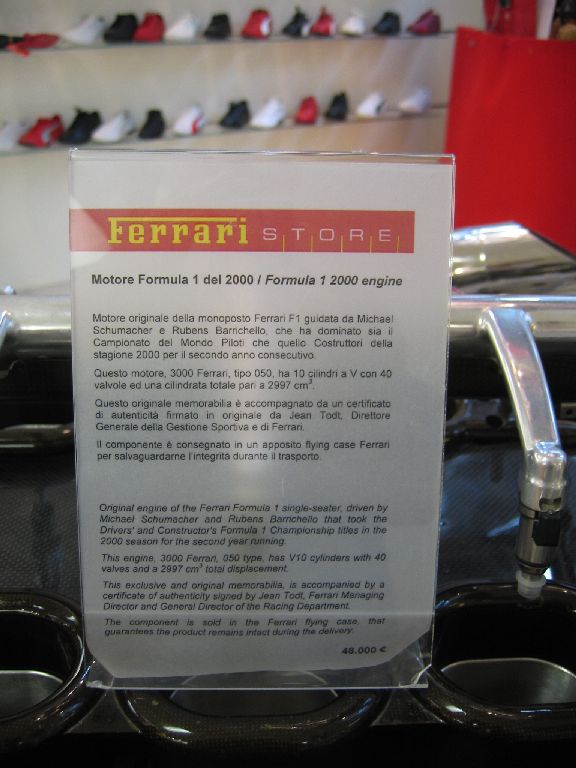 Ferrari STORE
Motore Formula 1 del 2000 / Formula 1 2000 engine
Motore originale della monoposto Ferrari F1 guidata da Michael
Schumacher e Rubens Barrichello, che ha dominato sia il
Campionato del Mondo Piloti che quello Costruttori della
stagione 2000 per il secondo anno consecutivo.
Questo motore, 3000 Ferrari, tipo 050, ha 10 cilindri a V con 40
valvole ed una cilindrata totale pari a 2997 cm³.
Questo originale memorabilia è accompagnato da un certificato
di autenticità firmato in originale da Jean Todt, Direttore
Generale della Gestione Sportiva e di Ferrari.
Il componente è consegnato in un apposito flying case Ferrari
per salvaguardarne l'integrità durante il trasporto.
Original engine of the Ferrari Formula 1 single-seater, driven by
Michael Schumacher and Rubens Barrichello that took the
Drivers' and Constructor's Formula 1 Championship titles in the
2000 season for the second year running.
This engine, 3000 Ferrari, 050 type, has V10 cylinders with 40
valves and a 2997 cm³ total displacement.
This exclusive and original memorabilia, is accompanied by a
certificate of authenticity signed by Jean Todt, Ferrari Managing
Director and General Director of the Racing Department.
The component is sold in the Ferrari flying case, that
guarantees the product remains intact during the delivery.
48.000 €